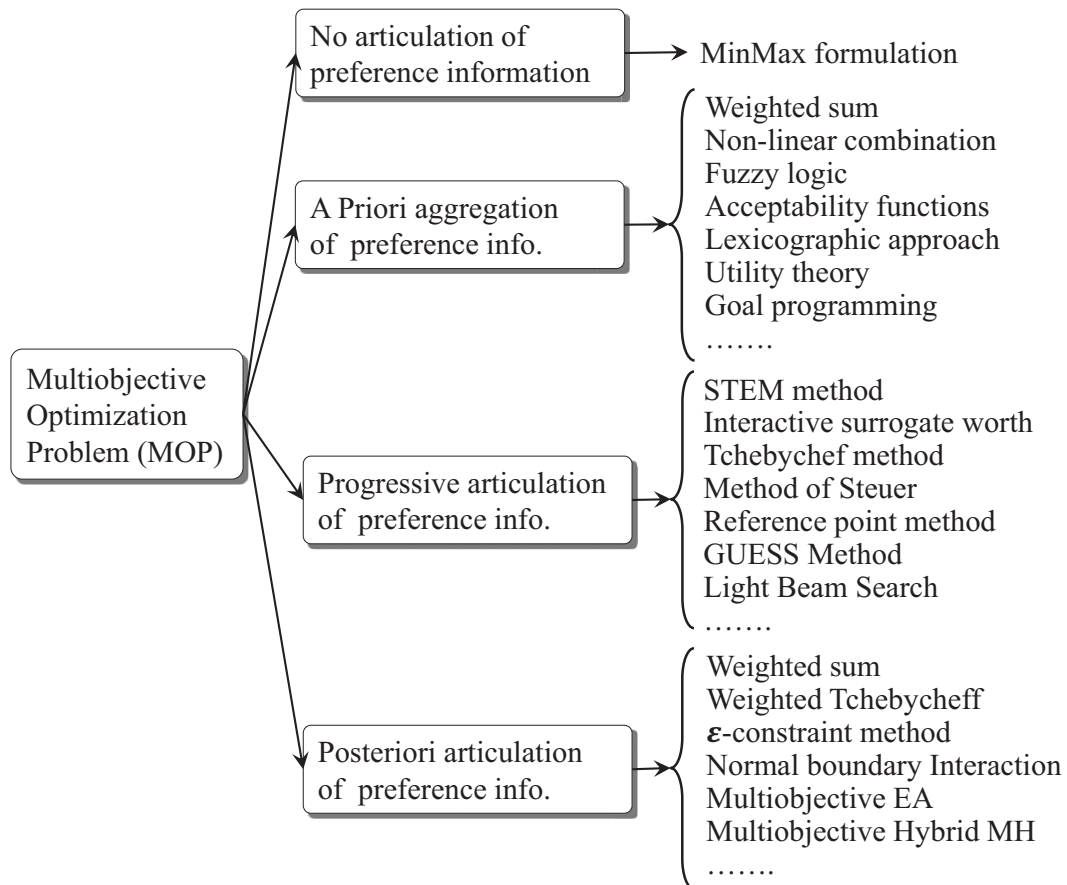 No articulation of
preference information
MinMax formulation
Weighted sum
Non-linear combination
Fuzzy logic
Acceptability functions
Lexicographic approach
Utility theory
Goal programming
…….
A Priori aggregation
of preference info.
Multiobjective
Optimization
Problem (MOP)
STEM method
Interactive surrogate worth
Tchebychef method
Method of Steuer
Reference point method
GUESS Method
Light Beam Search
…….
Progressive articulation
of preference info.
Weighted sum
Weighted Tchebycheff
ε-constraint method
Normal boundary Interaction
Multiobjective EA
Multiobjective Hybrid MH
…….
Posteriori articulation
of preference info.